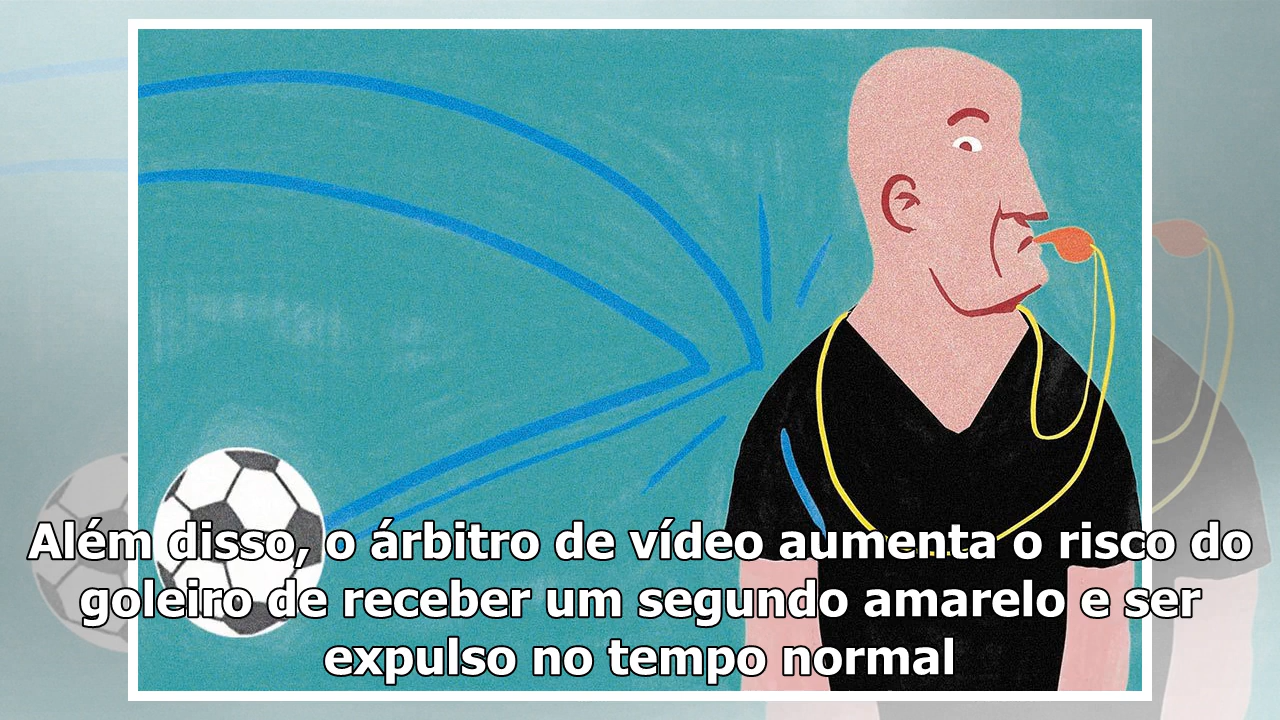 Além disso, o árbitro de vídeo aumenta o risco do
goleiro de receber um segundo amarelo e ser
expulso no tempo normal